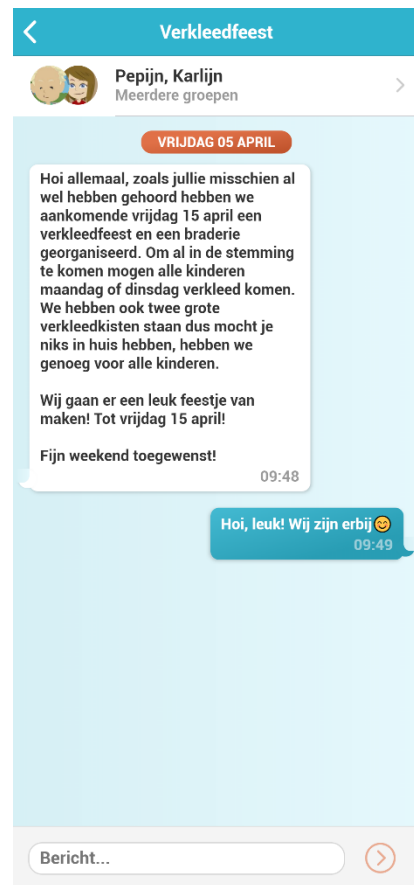 Verkleedfeest
Pepijn, Karlijn
Meerdere groepen
VRIJDAG 05 APRIL
Hoi allemaal, zoals jullie misschien al
wel hebben gehoord hebben we
aankomende vrijdag 15 april een
verkleedfeest en een braderie
georganiseerd. Om al in de stemming
te komen mogen alle kinderen
maandag of dinsdag verkleed komen.
We hebben ook twee grote
verkleedkisten staan dus mocht je
niks in huis hebben, hebben we
genoeg voor alle kinderen.
Wij gaan er een leuk feestje van
maken! Tot vrijdag 15 april!
Fijn weekend toegewenst!
09:48
Hoi, leuk! Wij zijn erbij😊
09:49
Bericht...